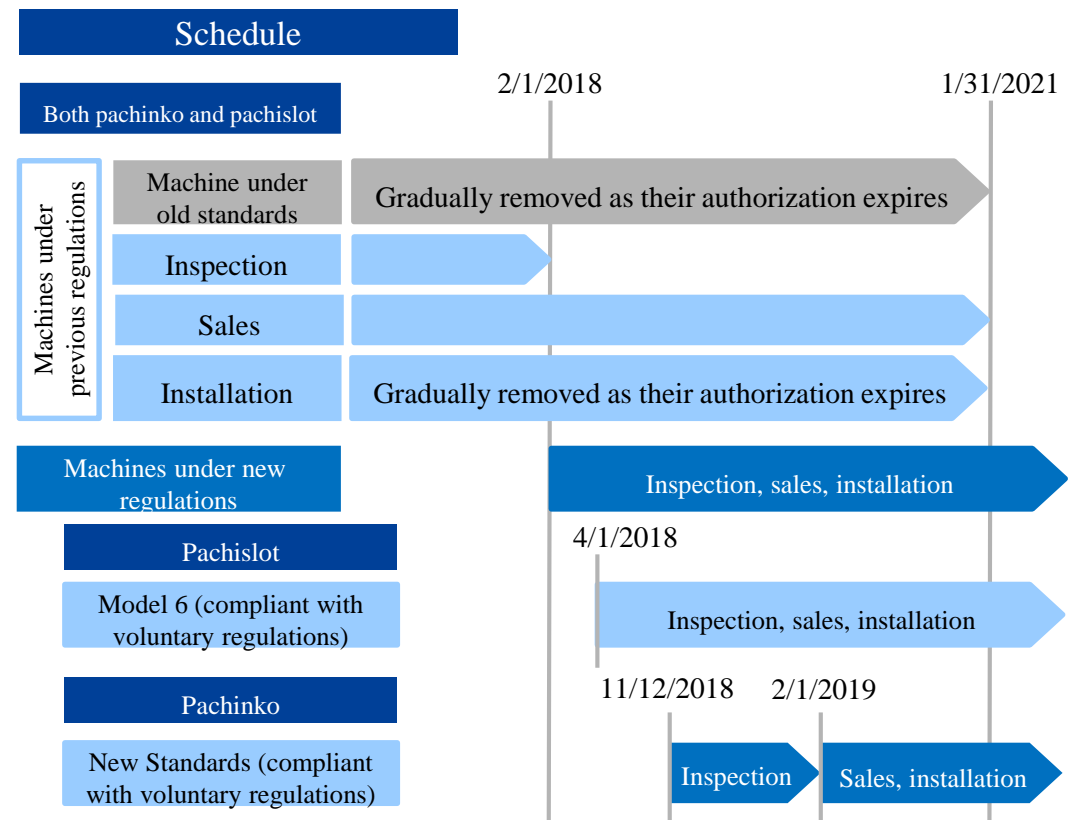 Schedule
2/1/2018
1/31/2021
Both pachinko and pachislot
Machines under
previous regulations
Machine under
old standards
Gradually removed as their authorization expires
Inspection
Sales
Installation
Gradually removed as their authorization expires
Machines under new
regulations
Inspection, sales, installation
4/1/2018
Pachislot
Model 6 (compliant with
voluntary regulations)
Inspection, sales, installation
11/12/2018
2/1/2019
Pachinko
New Standards (compliant
with voluntary regulations)
Inspection
Sales, installation